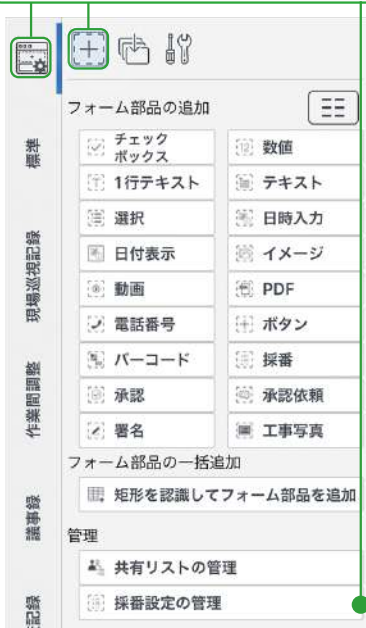 フォーム部品の追加
チェック
ボックス
12 数値
1行テキスト
テキスト
選択
日時入力
日付表示
イメージ
動画
PDF
電話番号
ボタン
バーコード
採番
承認
承認依頼
署名
工事写真
フォーム部品の一括追加
矩形を認識してフォーム部品を追加
管理
共有リストの管理
採番設定の管理
標準
現場巡視記録
作業間調整
議事録